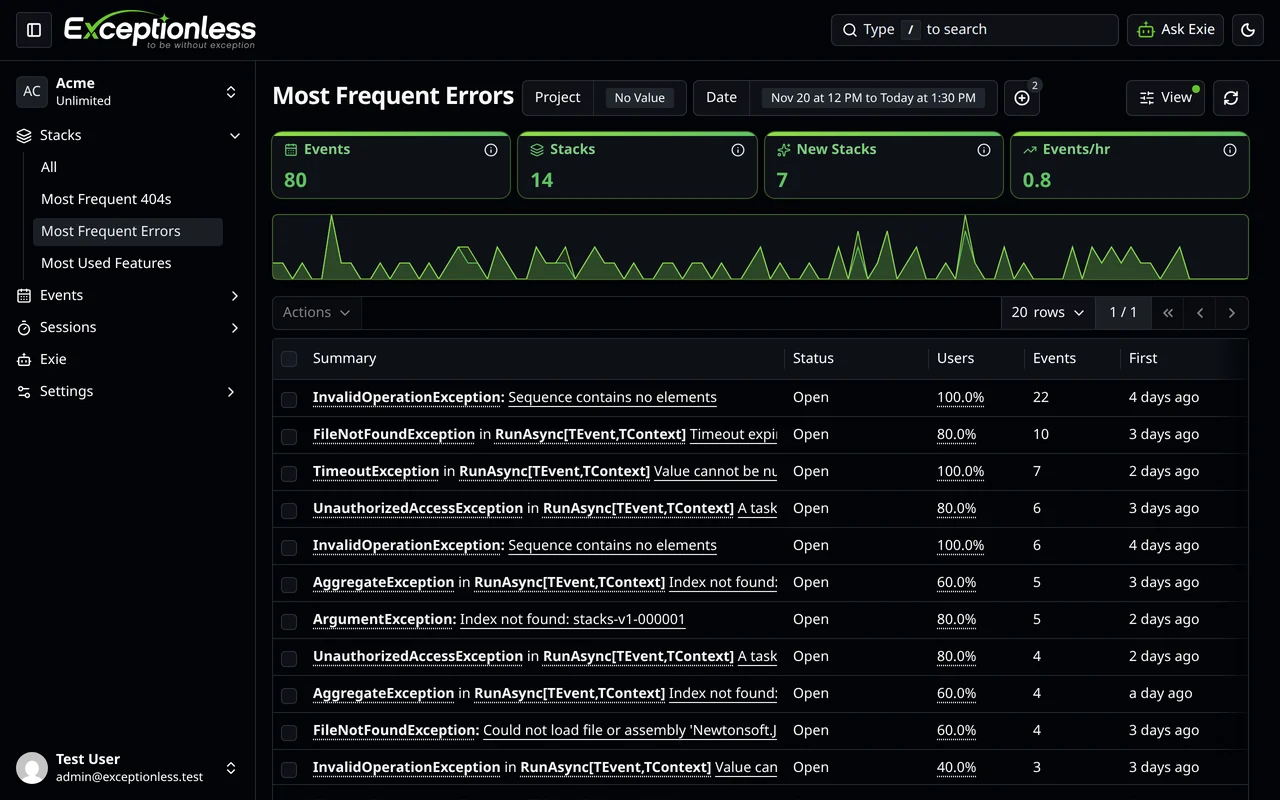 Exceptionless
to be without exception
Type / to search
Ask Exie
AC
Acme
Unlimited
Stacks
All
Most Frequent 404s
Most Frequent Errors
Most Used Features
Events
Sessions
Exie
Settings
Test User
admin@exceptionless.test
Most Frequent Errors
Project No Value
Date Nov 20 at 12 PM to Today at 1:30 PM
2
View
Events
80
Stacks
14
New Stacks
7
Events/hr
0.8
Actions
20 rows
1 / 1
Summary Status Users Events First
InvalidOperationException: Sequence contains no elements Open 100.0% 22 4 days ago
FileNotFoundException in RunAsync[TEvent,TContext] Timeout expi Open 80.0% 10 3 days ago
TimeoutException in RunAsync[TEvent,TContext] Value cannot be nu Open 100.0% 7 2 days ago
UnauthorizedAccessException in RunAsync[TEvent,TContext] A task Open 80.0% 6 3 days ago
InvalidOperationException: Sequence contains no elements Open 100.0% 6 4 days ago
AggregateException in RunAsync[TEvent,TContext] Index not found: Open 60.0% 5 3 days ago
ArgumentException: Index not found: stacks-v1-000001 Open 80.0% 5 2 days ago
UnauthorizedAccessException in RunAsync[TEvent,TContext] A task Open 80.0% 4 2 days ago
AggregateException in RunAsync[TEvent,TContext] Index not found: Open 60.0% 4 a day ago
FileNotFoundException: Could not load file or assembly 'Newtonsoft.J Open 60.0% 4 3 days ago
InvalidOperationException in RunAsync[TEvent,TContext] Value can Open 40.0% 3 3 days ago